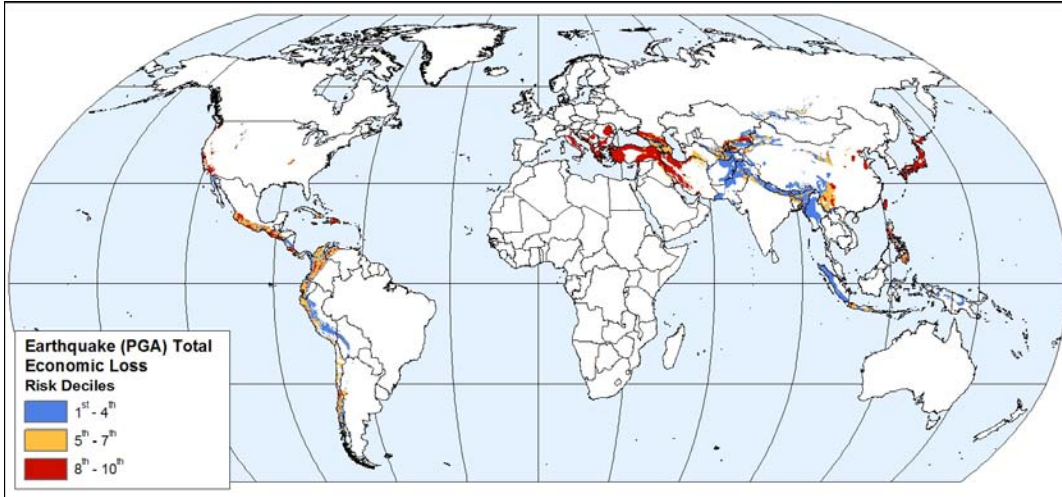 Earthquake (PGA) Total
Economic Loss
Risk Deciles
1st - 4th
5th - 7th
8th - 10th